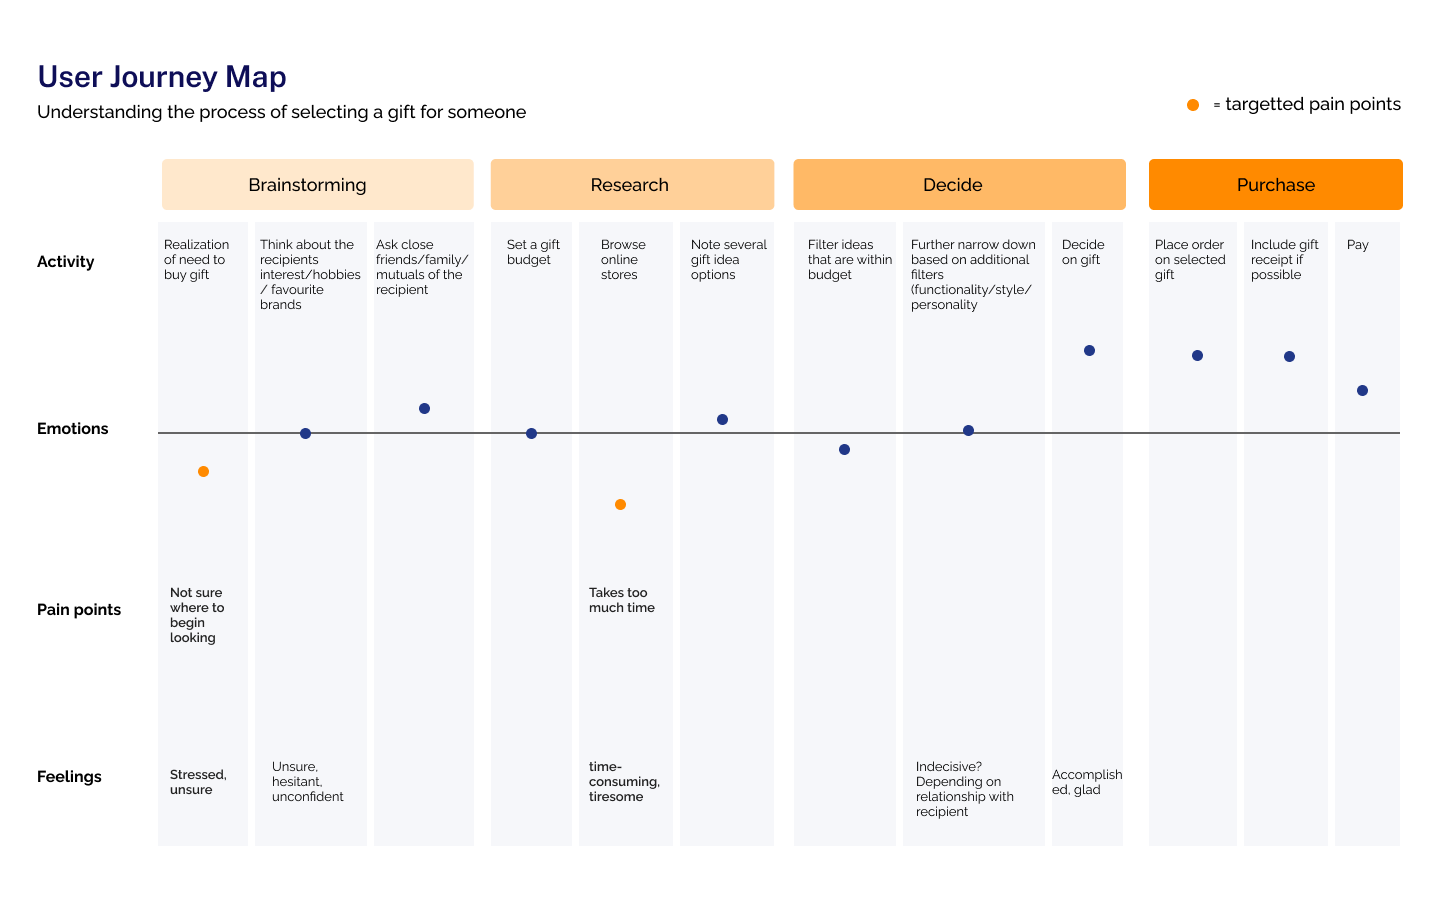 User Journey Map
Understanding the process of selecting a gift for someone
= targetted pain points
Brainstorming
Research
Decide
Purchase
Activity
Realization
of need to
buy gift
Think about the
recipients
interest/hobbies
/ favourite
brands
Ask close
friends/family/
mutuals of the
recipient
Set a gift
budget
Browse
online
stores
Note several
gift idea
options
Filter ideas
that are within
budget
Further narrow down
based on additional
filters
(functionality/style/
personality
Decide
on gift
Place order
on selected
gift
Include gift
receipt if
possible
Pay
Emotions
Pain points
Not sure
where to
begin
looking
Takes too
much time
Feelings
Stressed,
unsure
Unsure,
hesitant,
unconfident
time-
consuming,
tiresome
Indecisive?
Depending on
relationship with
recipient
Accomplish
ed, glad